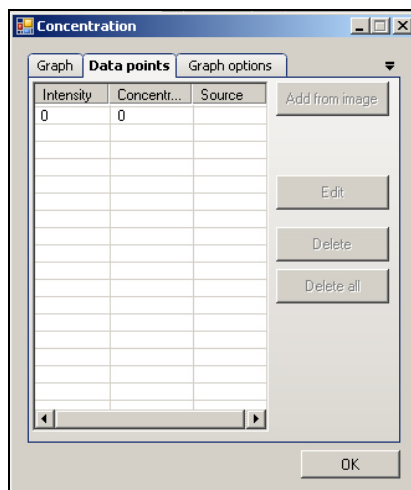 Concentration
Graph Data points Graph options
Intensity Concentr... Source
0 0
Add from image
Edit
Delete
Delete all
OK